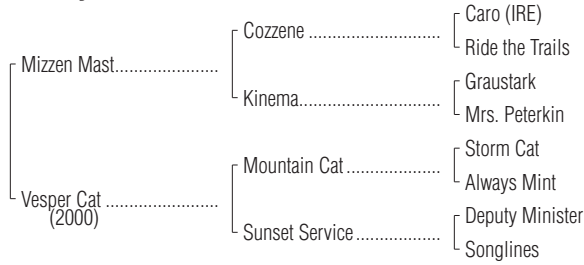 Caro (IRE)
Cozzene ......................
Ride the Trails
Mizzen Mast.....................
Graustark
Kinema.............................
Mrs. Peterkin
Storm Cat
Mountain Cat...................
Always Mint
Vesper Cat .......................
(2000)
Deputy Minister
Sunset Service..................
Songlines